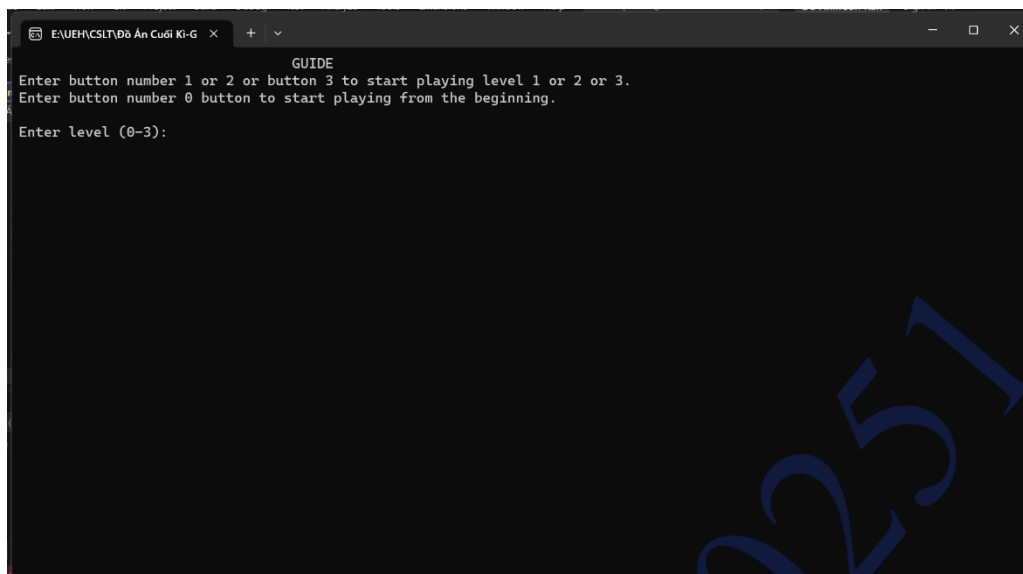 E:\UEH\CSLT\Đồ Án Cuối Kì-G
GUIDE
Enter button number 1 or 2 or button 3 to start playing level 1 or 2 or 3.
Enter button number 0 button to start playing from the beginning.
Enter level (0-3):
0251